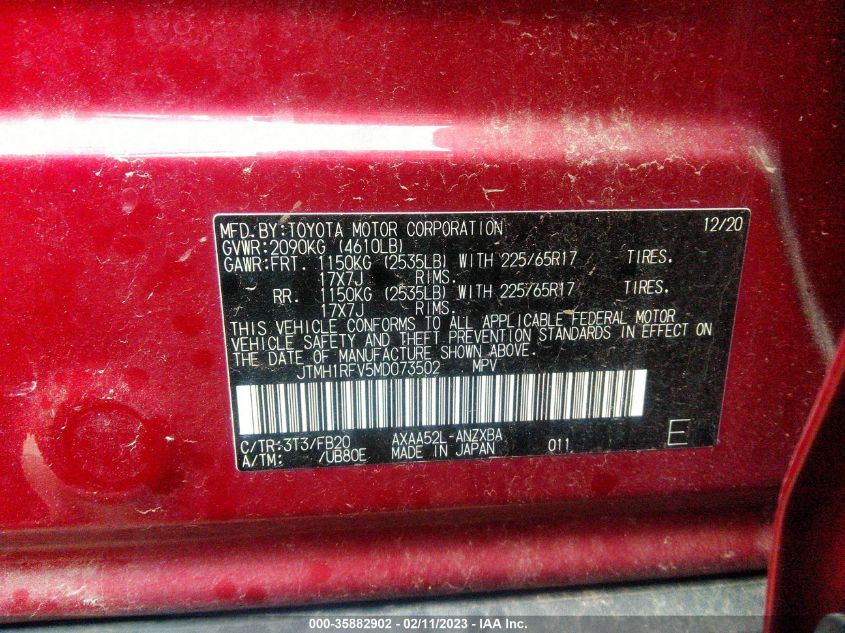 MFD.BY:TOYOTA MOTOR CORPORATION 12/20
GVWR:2090KG (4610LB)
GAWR:FRT. 1150KG (2535LB) WITH 225/65R17 TIRES.
17X7J RIMS.
RR. 1150KG (2535LB) WITH 225/65R17 TIRES.
17X7J RIMS.
THIS VEHICLE CONFORMS TO ALL APPLICABLE FEDERAL MOTOR
VEHICLE SAFETY AND THEFT PREVENTION STANDARDS IN EFFECT ON
THE DATE OF MANUFACTURE SHOWN ABOVE.
JTMH1RFV5MD073502 MPV
C/TR:3T3/FB20 AXAA52L-ANZXBA 011 E
A/TM: /UB80E MADE IN JAPAN
000-35882902 - 02/11/2023 - IAA Inc.